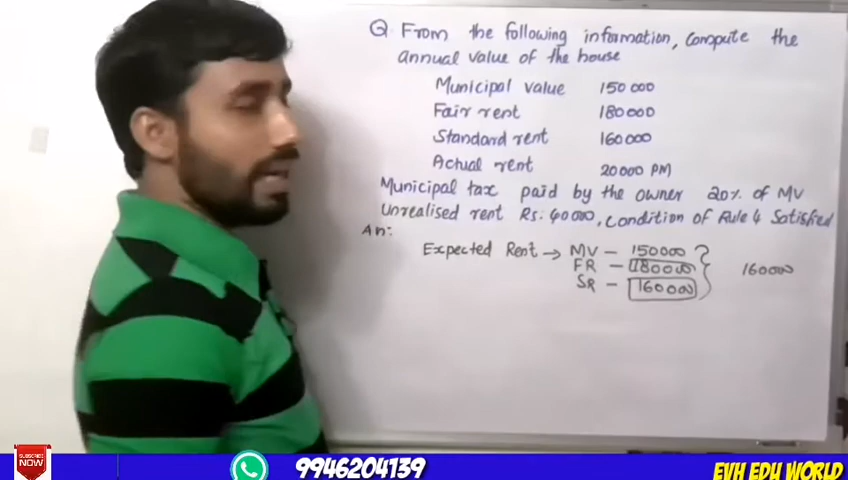 Q From the following information, compute the
annual value of the house
Municipal value 150000
Fair rent 180000
Standard rent 160000
Actual rent 20000 PM
Municipal tax paid by the owner 20% of MV
Unrealised rent Rs: 40000, Condition of Rule 4 Satisfied
An:
Expected Rent → MV - 150000
FR - 180000 160000
SR - 160000
SUBSCRIBE
NOW
9946204139
EVH EDU WORLD